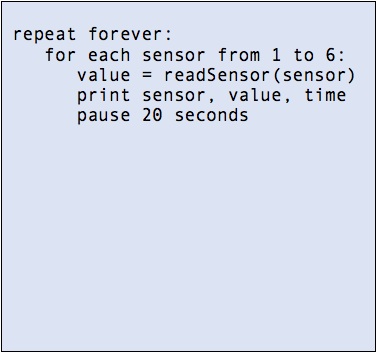 repeat forever:
for each sensor from 1 to 6:
value = readSensor(sensor)
print sensor, value, time
pause 20 seconds